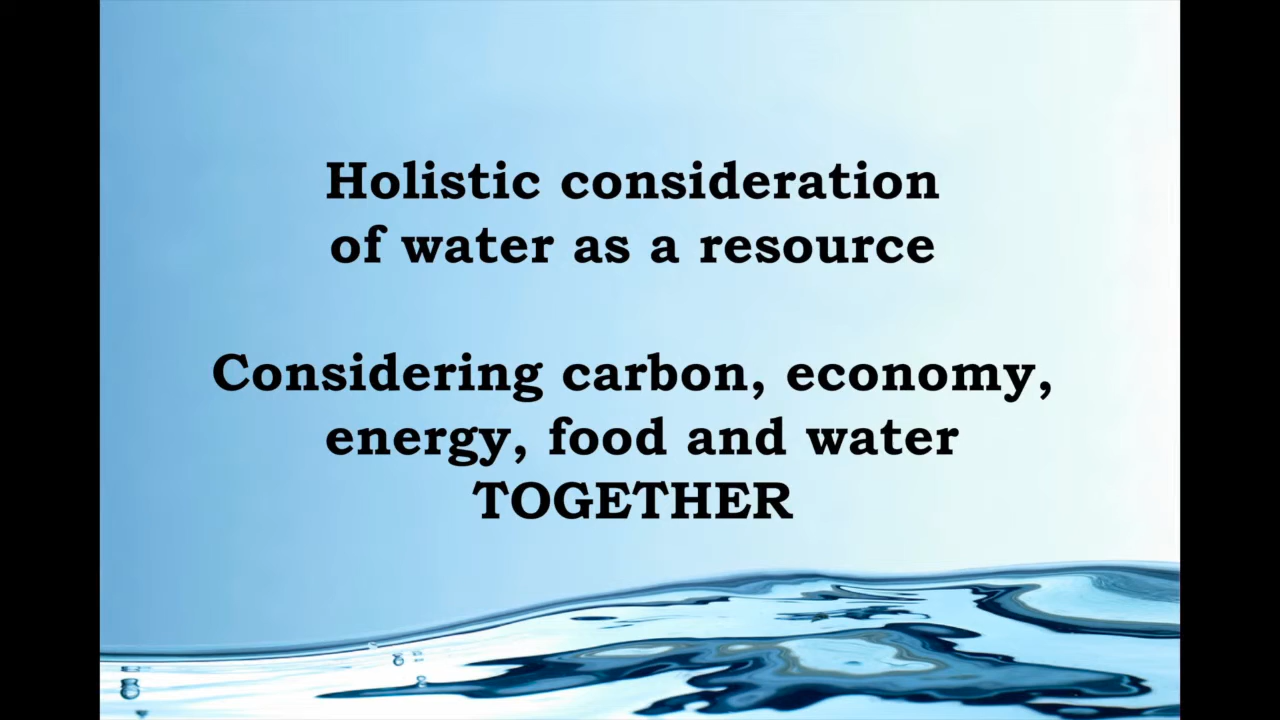 Holistic consideration
of water as a resource
Considering carbon, economy,
energy, food and water
TOGETHER